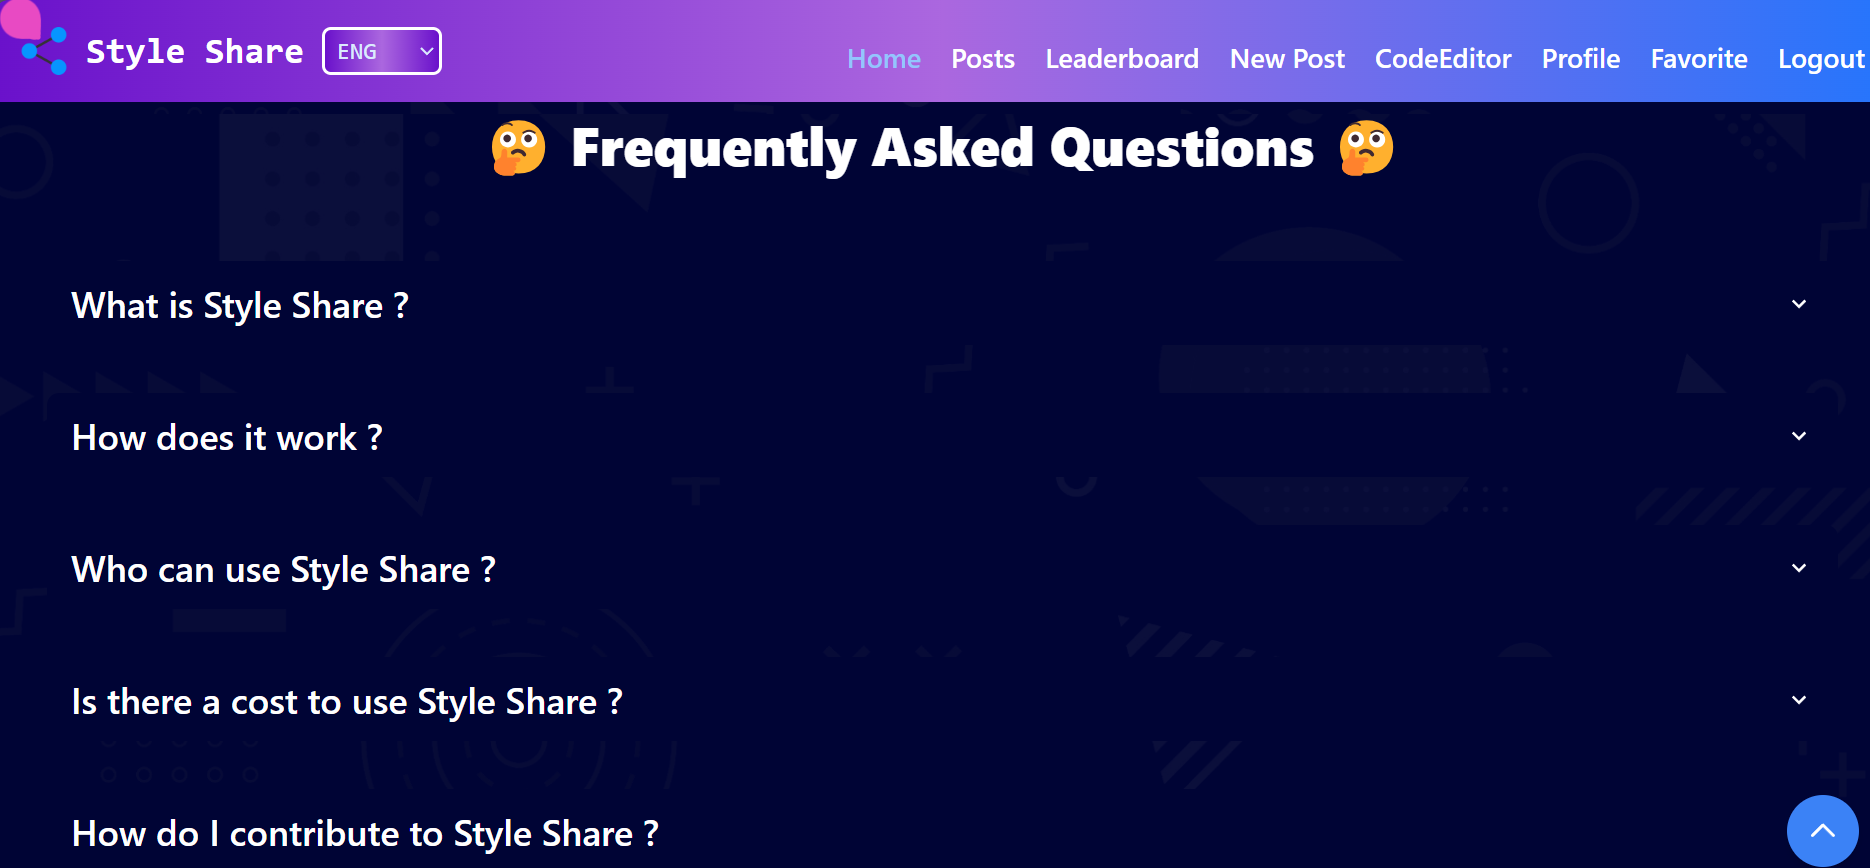 Style Share ENG Home Posts Leaderboard New Post CodeEditor Profile Favorite Logout
🤔 Frequently Asked Questions 🤔
What is Style Share ?
How does it work ?
Who can use Style Share ?
Is there a cost to use Style Share ?
How do I contribute to Style Share ?